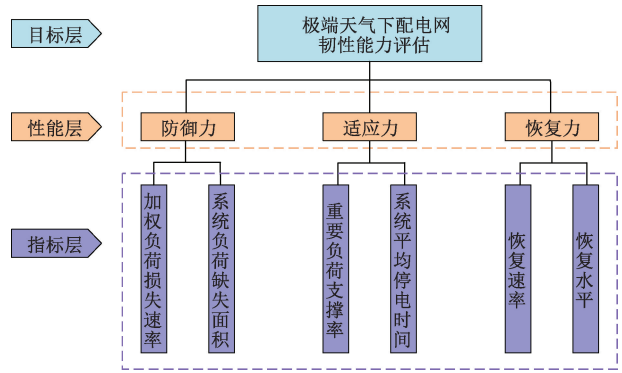 目标层
极端天气下配电网
韧性能力评估
性能层
防御力
适应力
恢复力
指标层
加权负荷损失速率
系统负荷缺失面积
重要负荷支撑率
系统平均停电时间
恢复速率
恢复水平